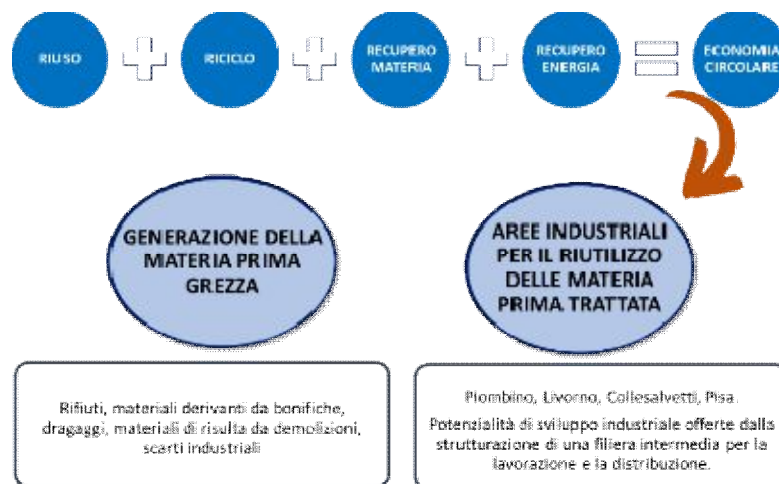 RIUSO
RICICLO
RECUPERO
MATERIA
RECUPERO
ENERGIA
ECONOMIA
CIRCOLARE
GENERAZIONE DELLA
MATERIA PRIMA
GREZZA
AREE INDUSTRIALI
PER IL RIUTILIZZO
DELLE MATERIA
PRIMA TRATTATA
Rifiuti, materiali derivanti da bonifiche,
dragaggi, materiali di risulta da demolizioni,
scarti industriali
Piombino, Livorno, Collesalvetti, Pisa.
Potenzialità di sviluppo industriale offerte dalla
strutturazione di una filiera intermedia per la
lavorazione e la distribuzione.